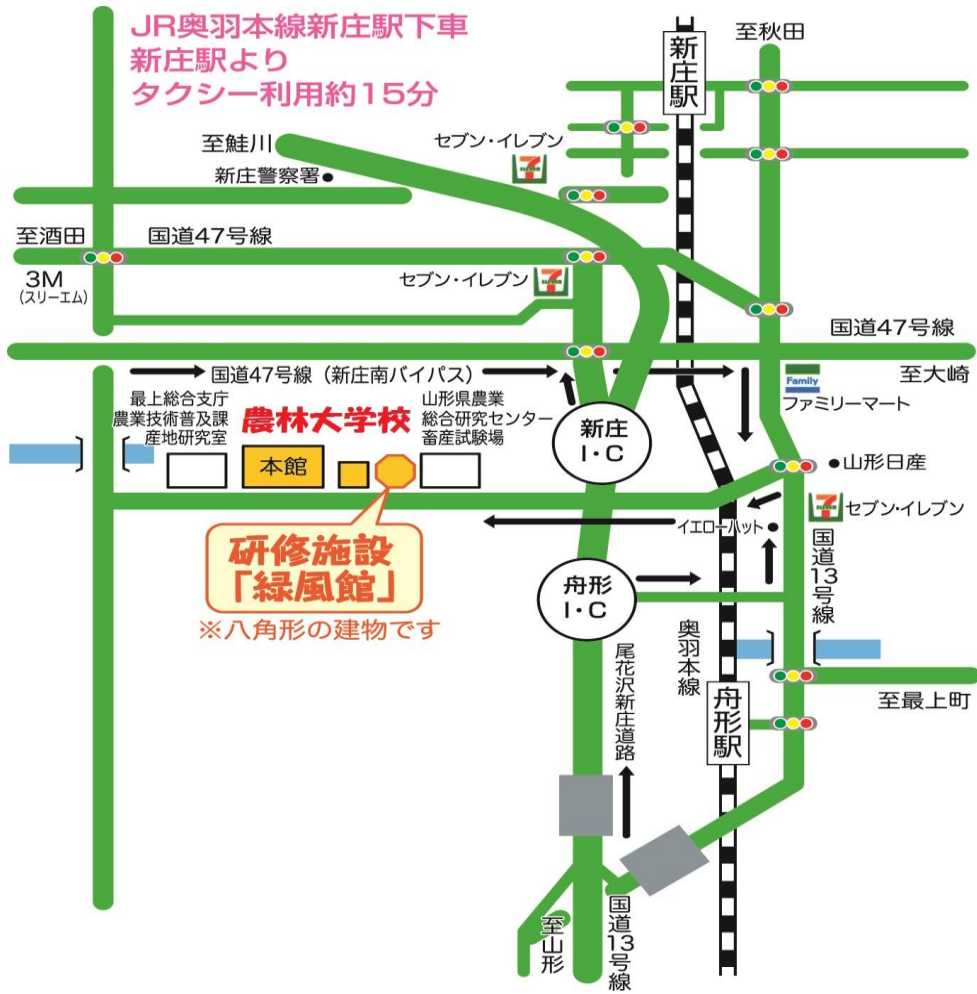 JR奥羽本線新庄駅下車
新庄駅より
タクシー利用約15分
新庄駅
至秋田
至鮭川
セブン・イレブン
新庄警察署
至酒田
国道47号線
3M
(スリーエム)
セブン・イレブン
国道47号線
至大崎
国道47号線（新庄南バイパス）
Family
ファミリーマート
最上総合支庁
農業技術普及課
産地研究室
農林大学校
山形県農業
総合研究センター
畜産試験場
本館
新庄
I・C
山形日産
セブン・イレブン
イエローハット
国道13号線
研修施設
「緑風館」
※八角形の建物です
舟形
I・C
奥羽本線
尾花沢新庄道路
舟形駅
至最上町
至山形
国道13号線